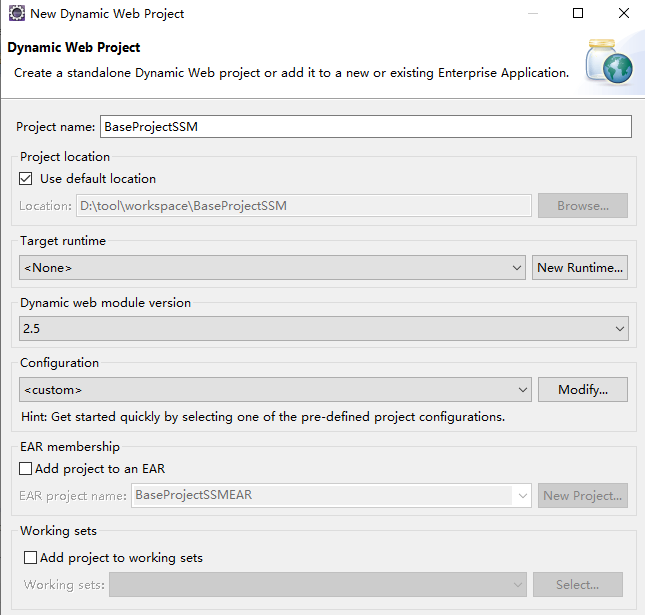 New Dynamic Web Project
Dynamic Web Project
Create a standalone Dynamic Web project or add it to a new or existing Enterprise Application.
Project name: BaseProjectSSM
Project location
Use default location
Location: D:\tool\workspace\BaseProjectSSM Browse...
Target runtime
<None> New Runtime...
Dynamic web module version
2.5
Configuration
<custom> Modify...
Hint: Get started quickly by selecting one of the pre-defined project configurations.
EAR membership
Add project to an EAR
EAR project name: BaseProjectSSMEAR New Project...
Working sets
Add project to working sets
Working sets: Select...